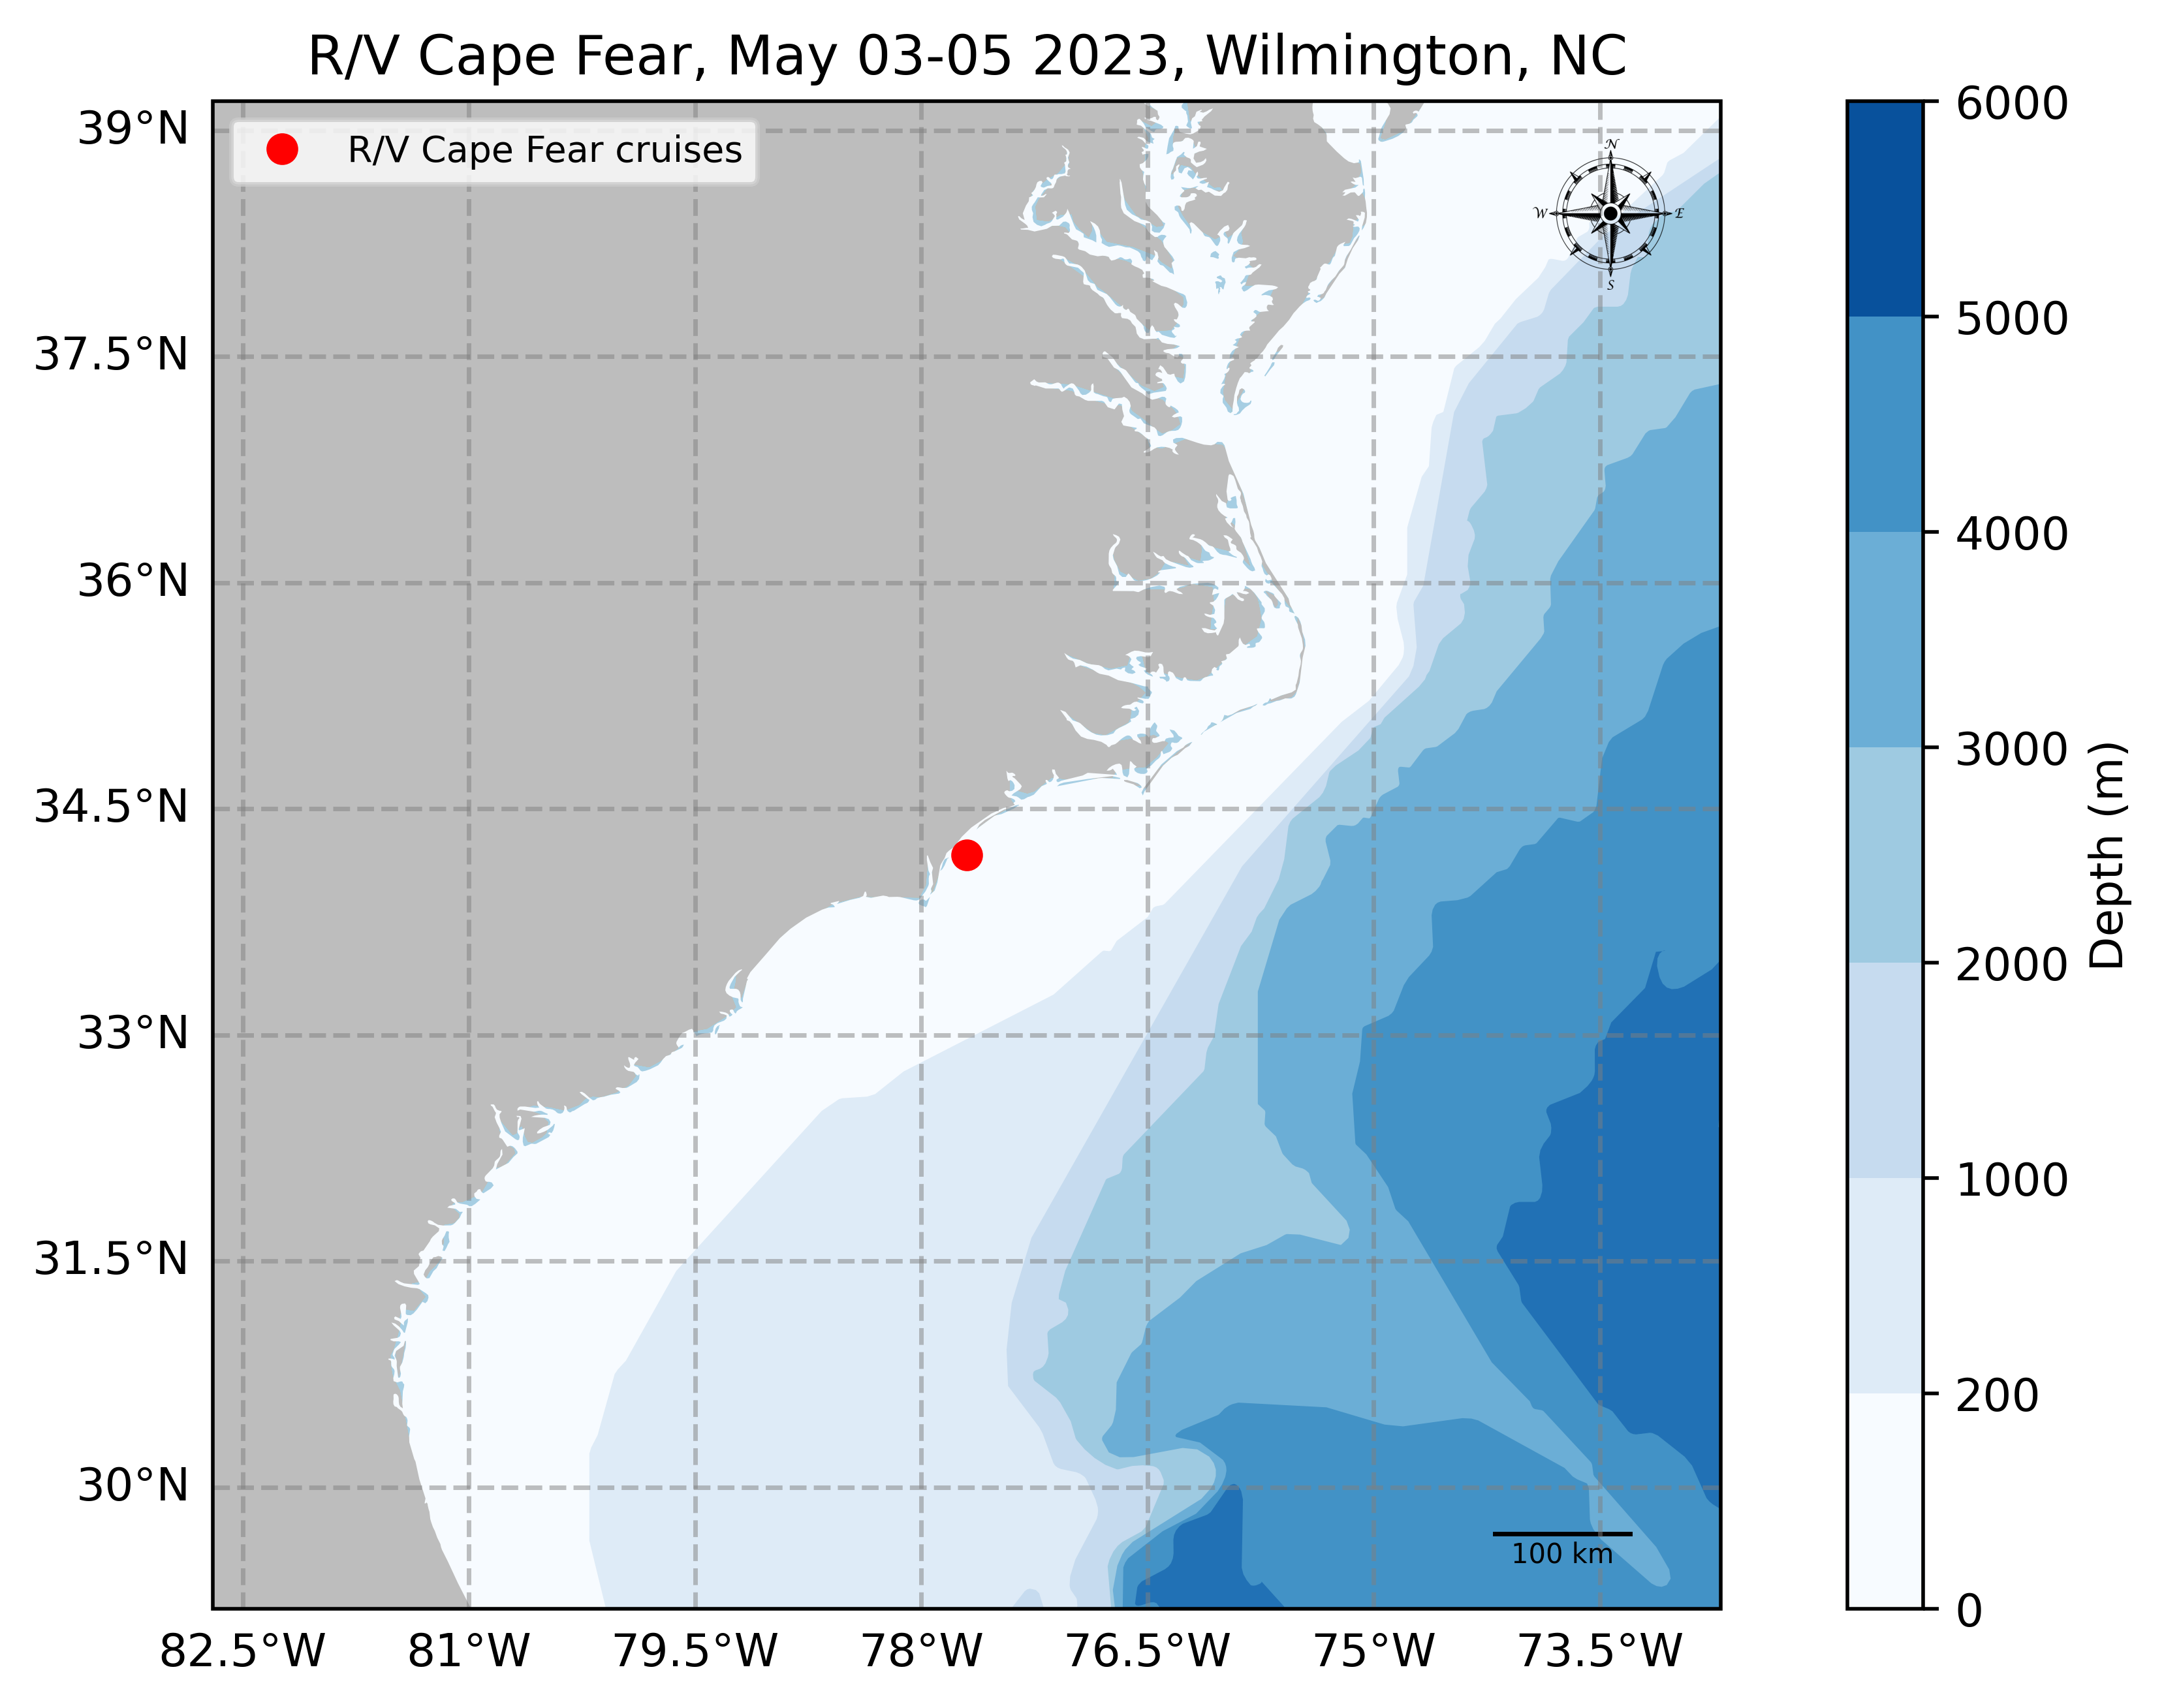 R/V Cape Fear, May 03-05 2023, Wilmington, NC
R/V Cape Fear cruises
N
W
E
S
39°N
37.5°N
36°N
34.5°N
33°N
31.5°N
30°N
82.5°W
81°W
79.5°W
78°W
76.5°W
75°W
73.5°W
100 km
6000
5000
4000
3000
2000
1000
200
0
Depth (m)